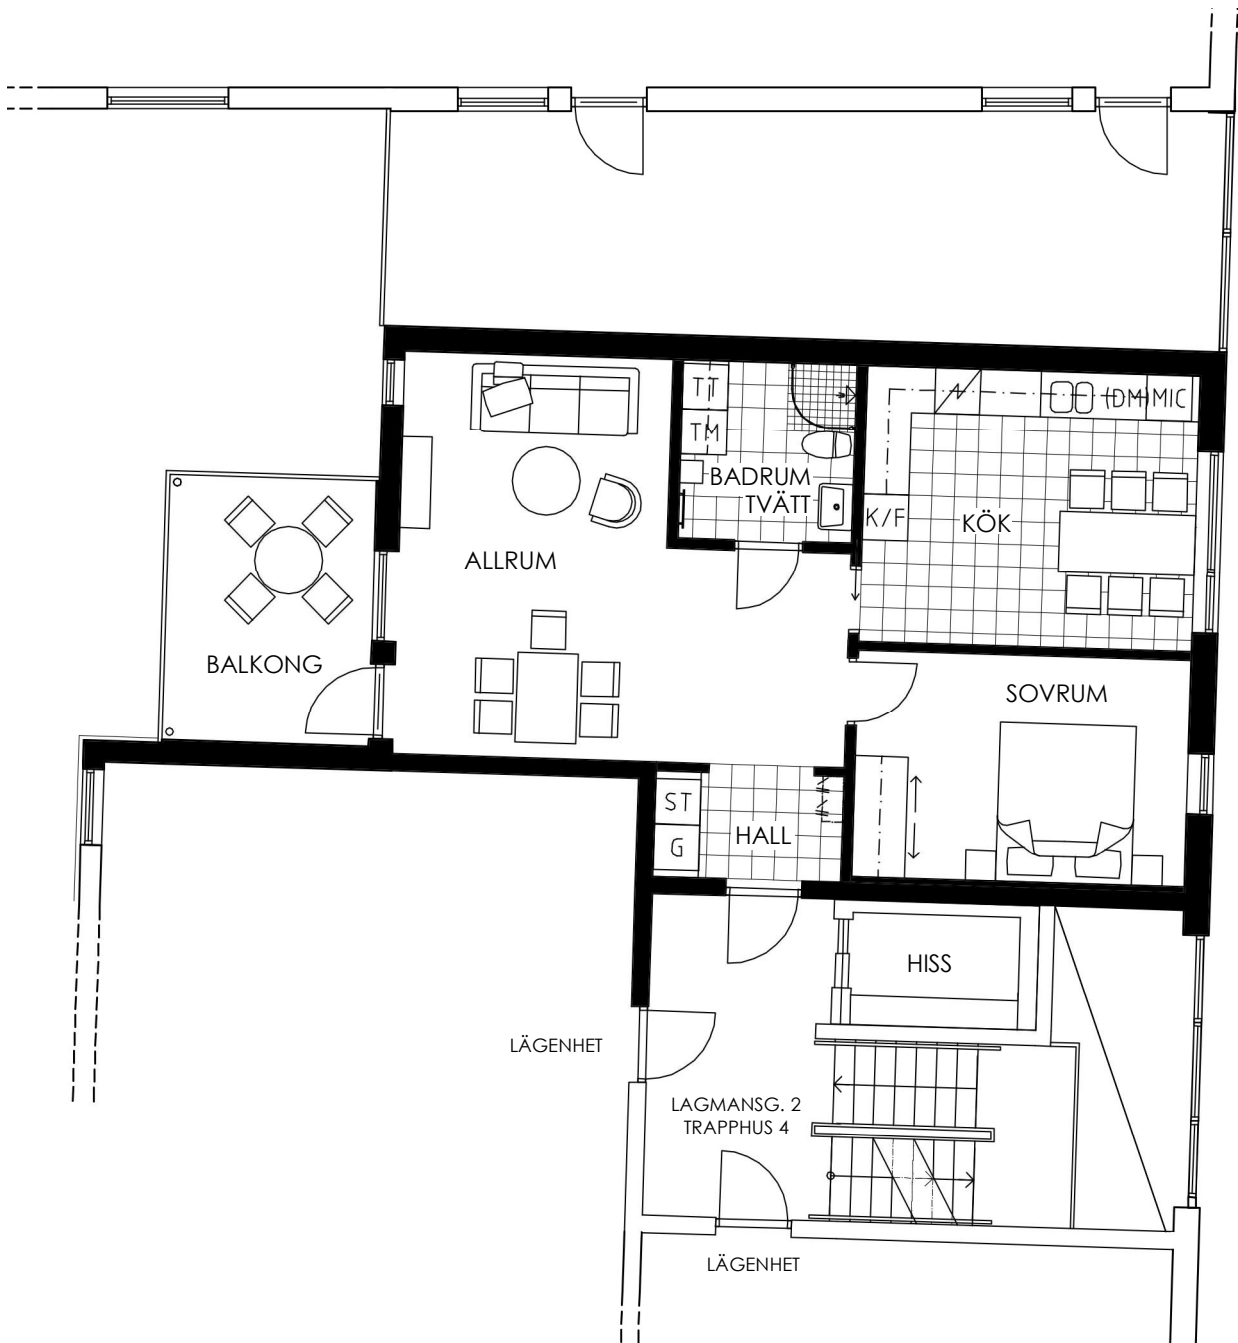 TT
TM
BADRUM
TVÄTT
(DM)
MIC
K/F
KÖK
ALLRUM
BALKONG
SOVRUM
ST
G
HALL
HISS
LÄGENHET
LAGMANSG. 2
TRAPPHUS 4
LÄGENHET